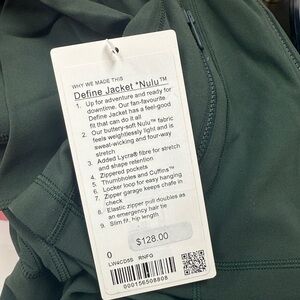 WHY WE MADE THIS
Define Jacket *Nulu™
1. Up for adventure and ready for
downtime. Our fan-favourite
Define Jacket has a feel-good
fit that can do it all
2. Our buttery-soft Nulu™ fabric
feels weightlessly light and is
sweat-wicking and four-way
stretch
3. Added Lycra® fibre for stretch
and shape retention
4. Zippered pockets
5. Thumbholes and Cuffins™
6. Locker loop for easy hanging
7. Zipper garage keeps chafe in
check
8. Elastic zipper pull doubles as
an emergency hair tie
9. Slim fit, hip length
0
$128.00
LW4CD5S RNFG
000156508808